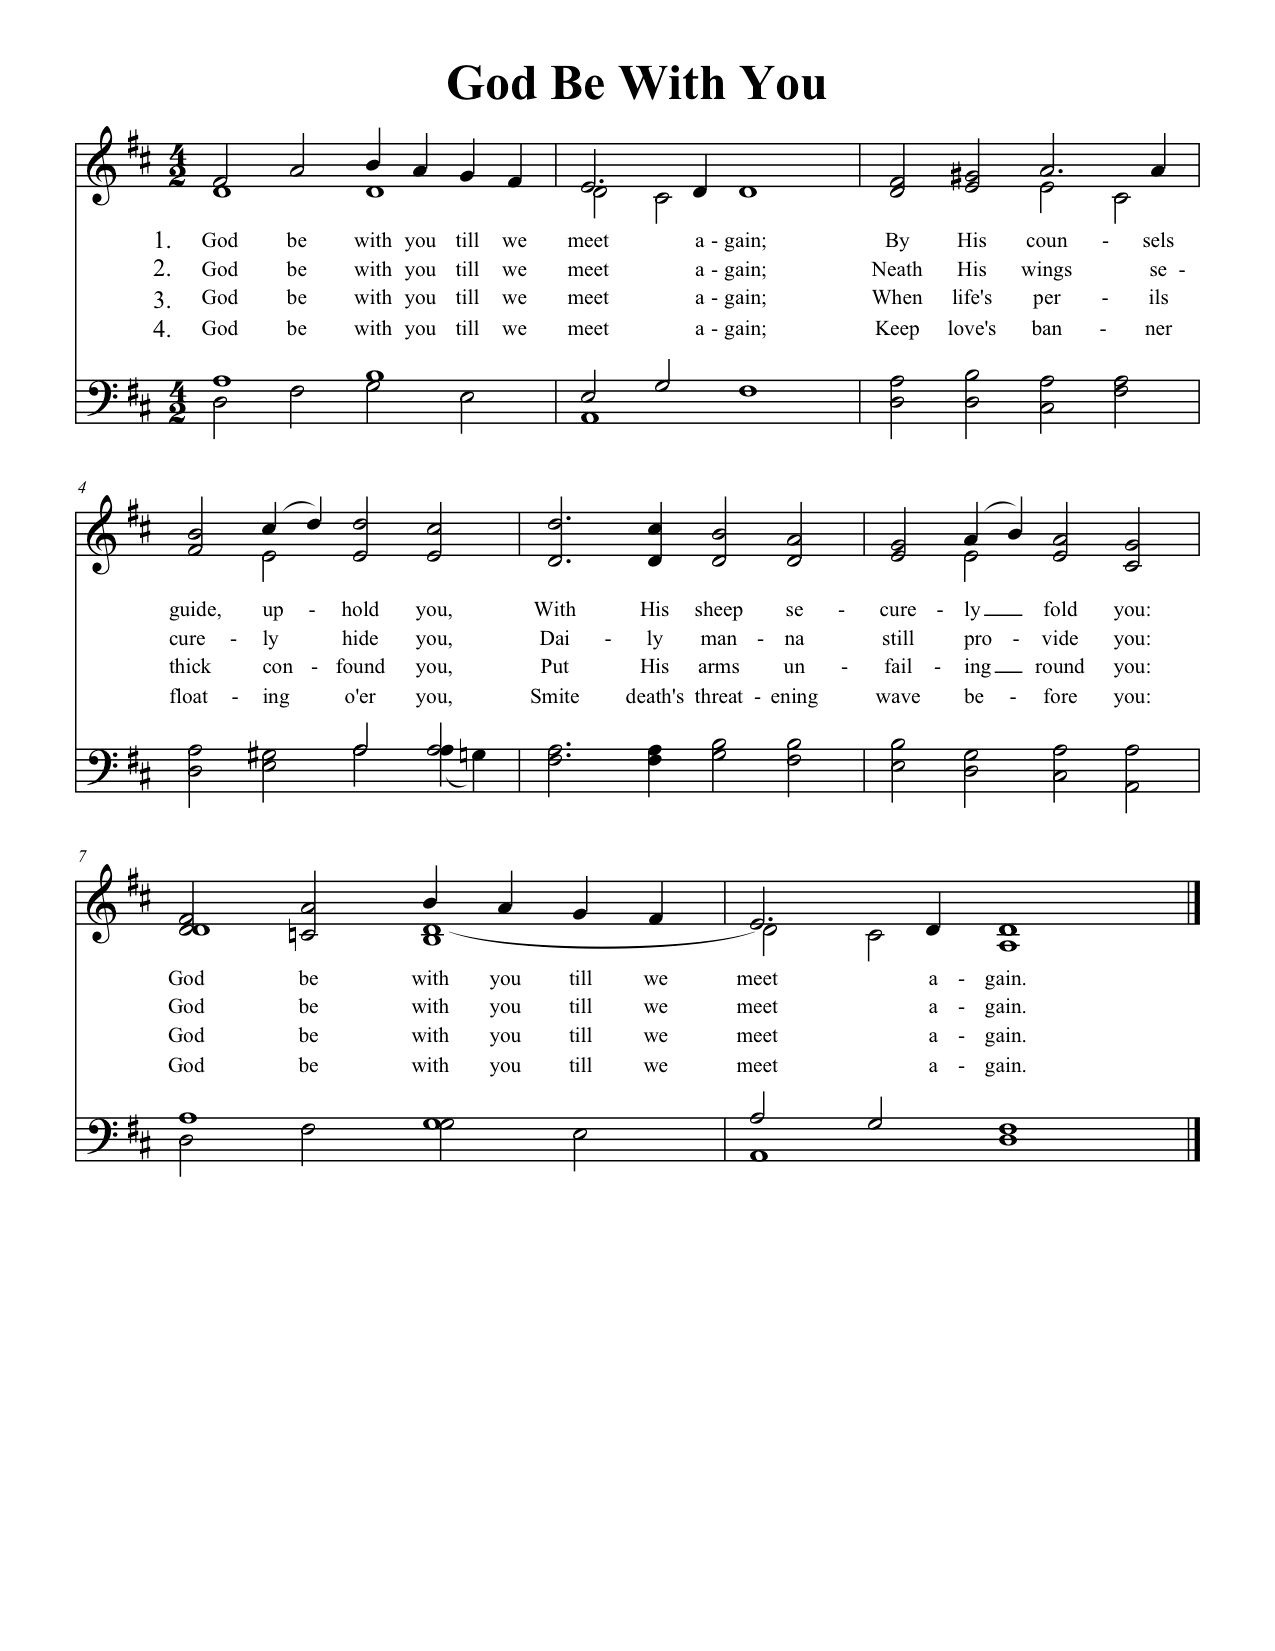 God Be With You
4
2
1. God be with you till we meet a - gain; By His coun - sels
2. God be with you till we meet a - gain; Neath His wings se -
3. God be with you till we meet a - gain; When life's per - ils
4. God be with you till we meet a - gain; Keep love's ban - ner
4
2
4
guide, up - hold you, With His sheep se - cure - ly __ fold you:
cure - ly hide you, Dai - ly man - na still pro - vide you:
thick con - found you, Put His arms un - fail - ing __ round you:
float - ing o'er you, Smite death's threat - ening wave be - fore you:
7
God be with you till we meet a - gain.
God be with you till we meet a - gain.
God be with you till we meet a - gain.
God be with you till we meet a - gain.